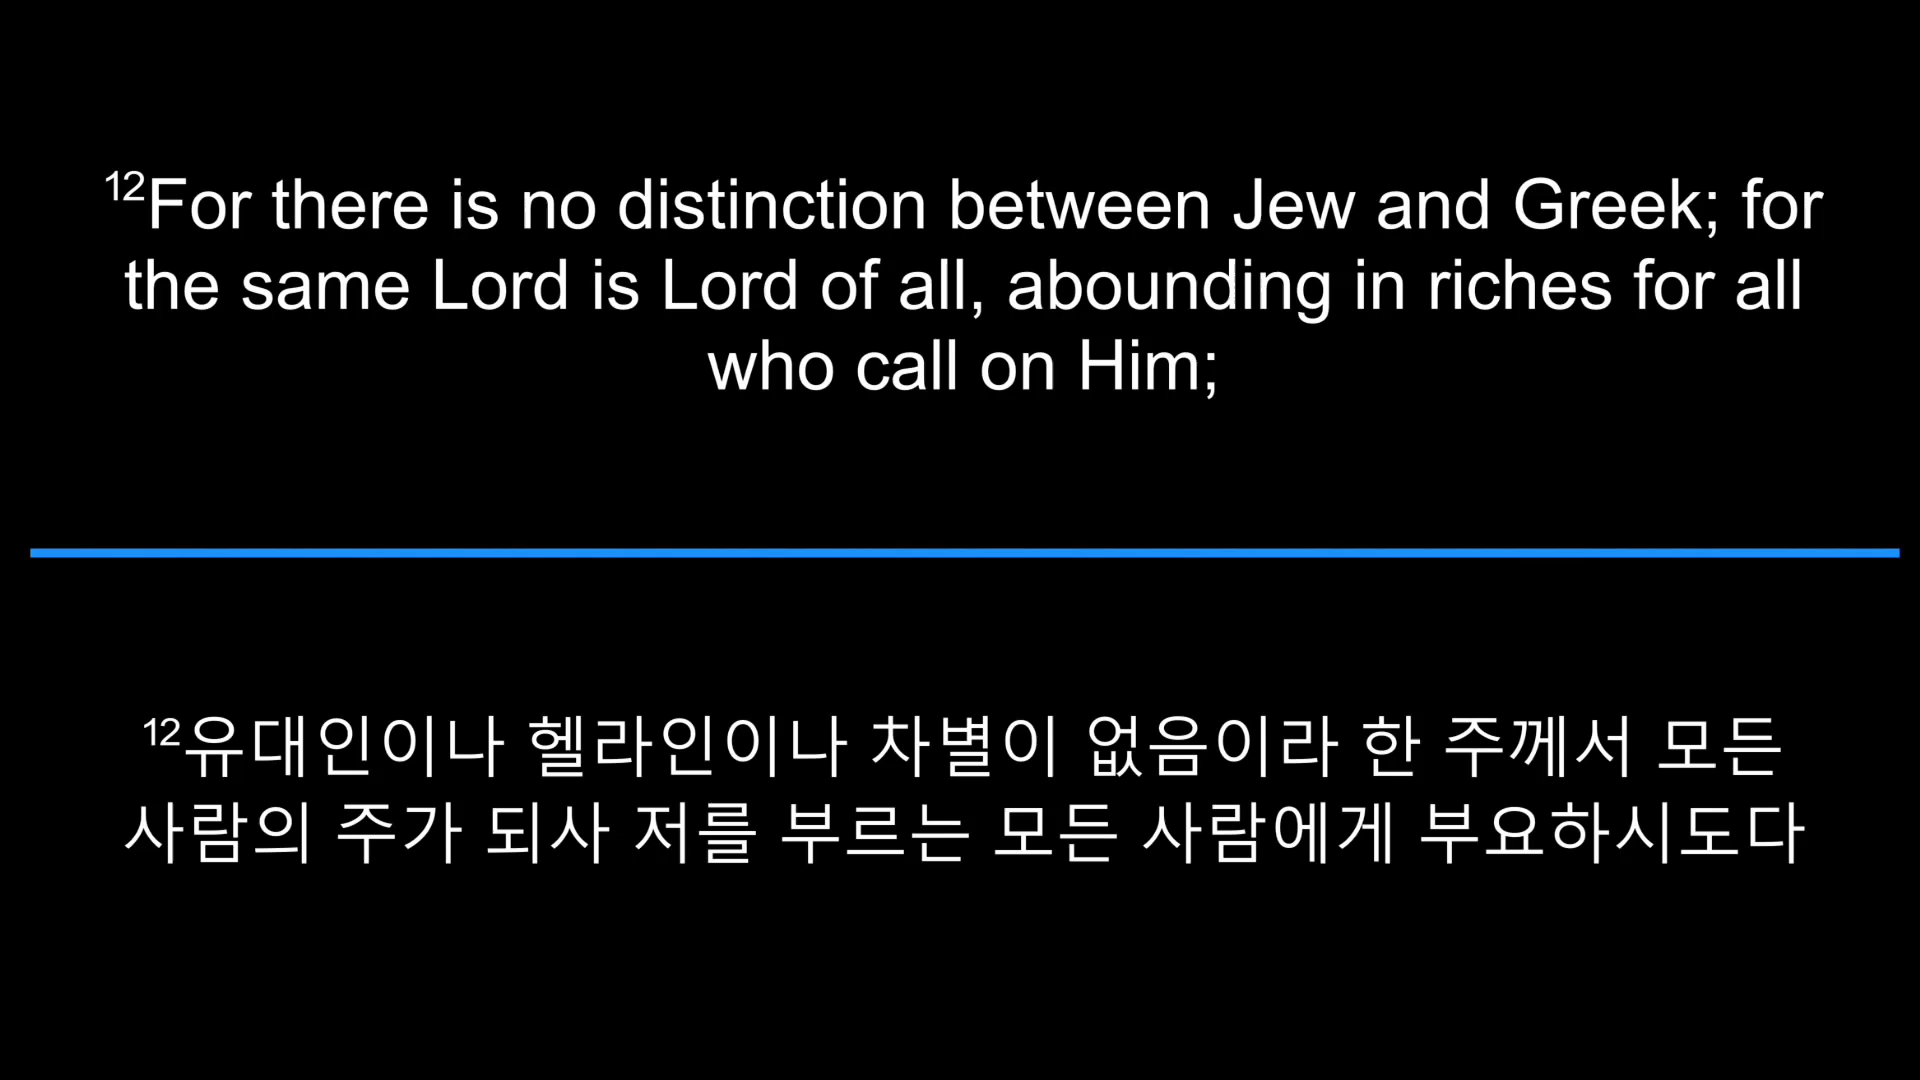 ¹²For there is no distinction between Jew and Greek; for
the same Lord is Lord of all, abounding in riches for all
who call on Him;
¹²유대인이나 헬라인이나 차별이 없음이라 한 주께서 모든
사람의 주가 되사 저를 부르는 모든 사람에게 부요하시도다